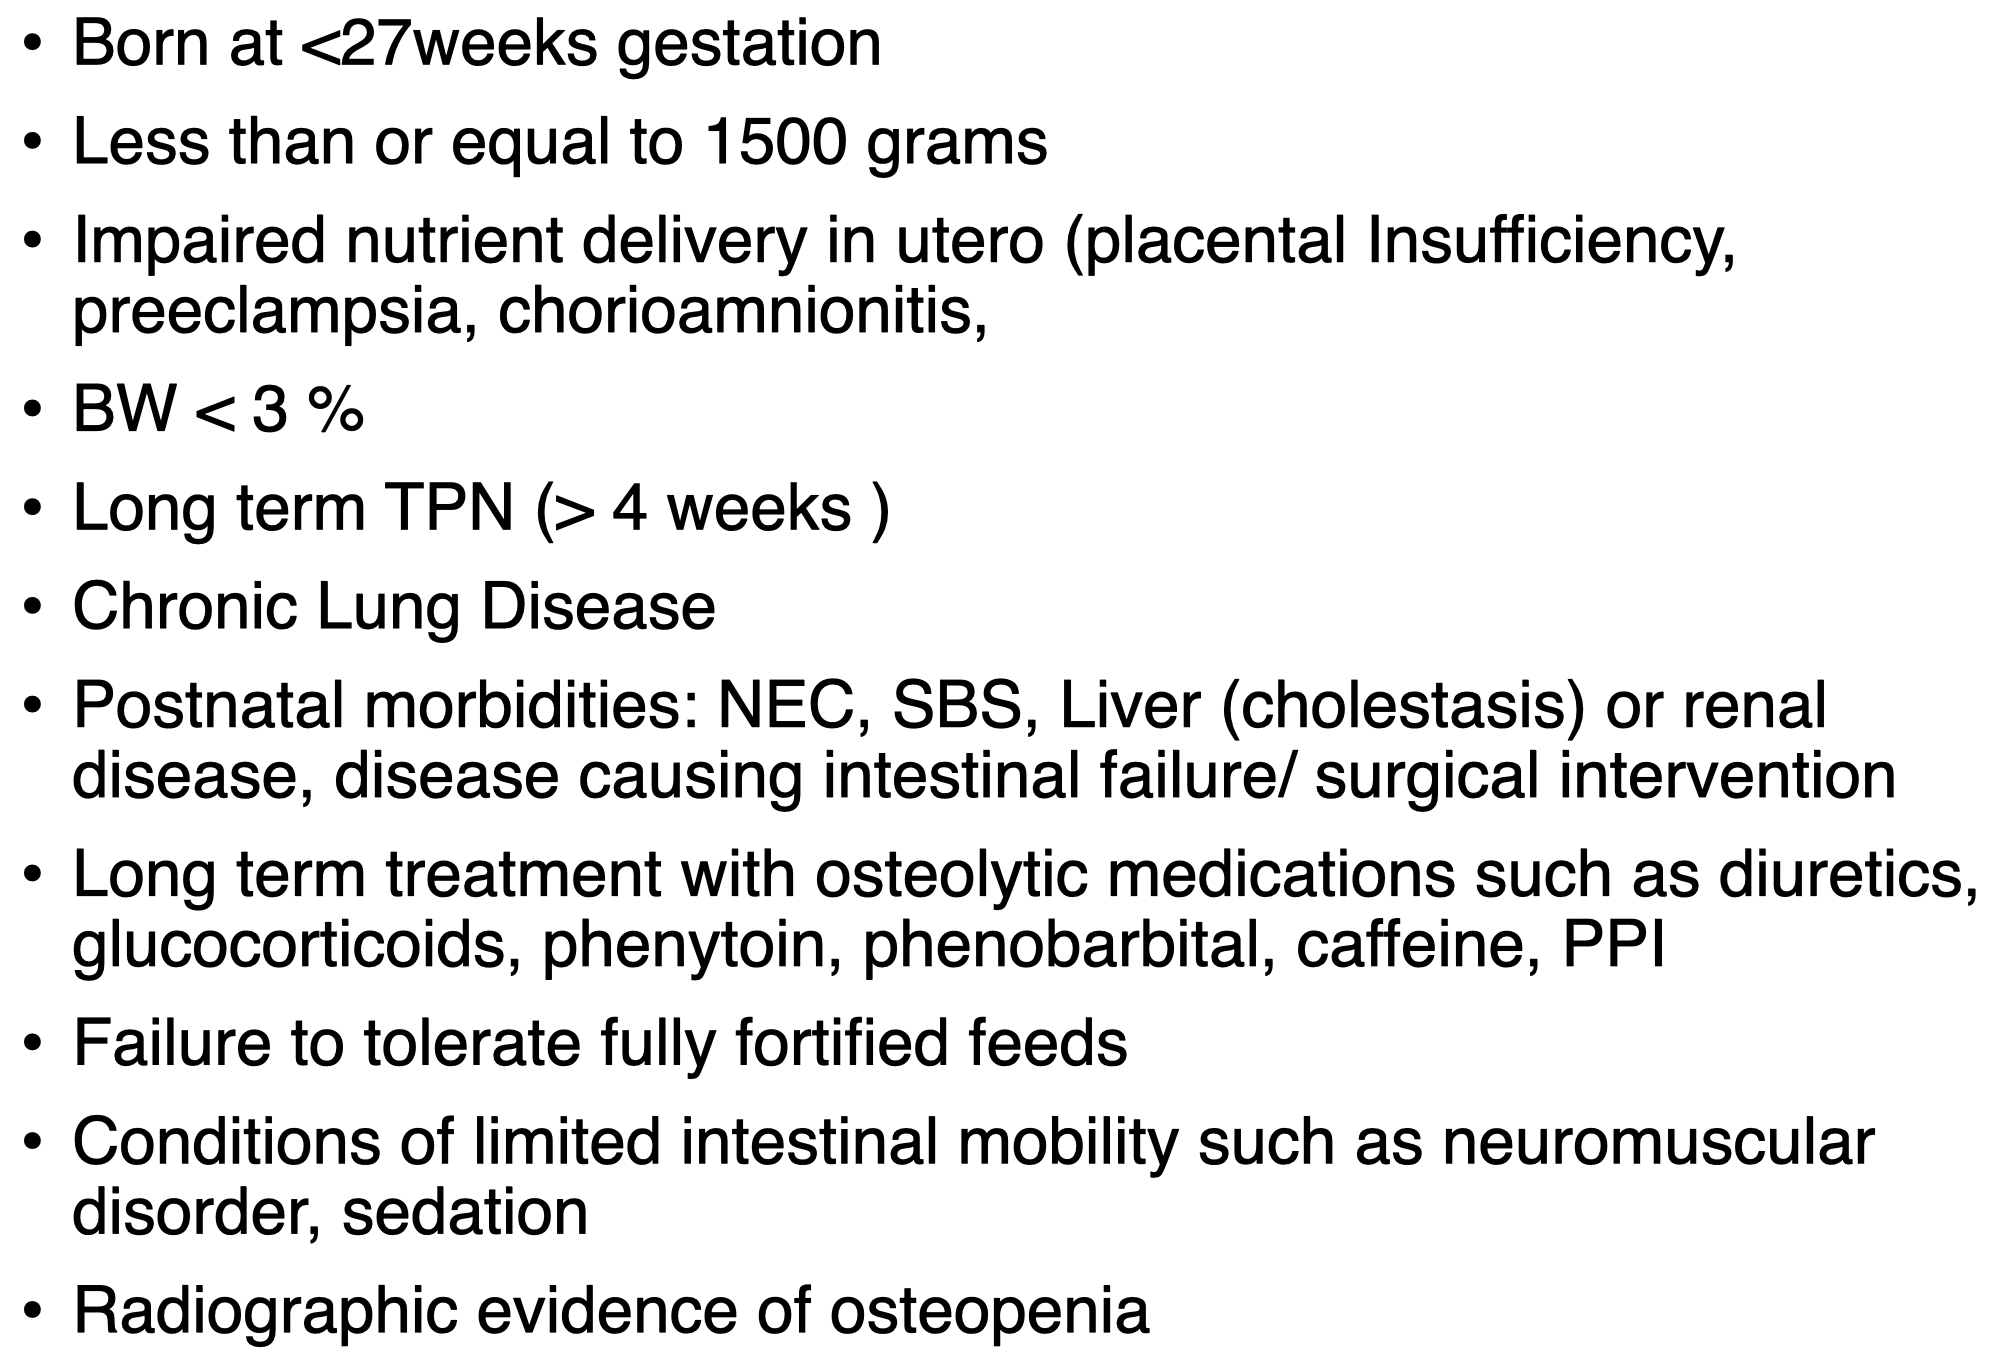 • Born at <27weeks gestation
• Less than or equal to 1500 grams
• Impaired nutrient delivery in utero (placental Insufficiency,
preeclampsia, chorioamnionitis,
• BW < 3 %
• Long term TPN (> 4 weeks )
• Chronic Lung Disease
• Postnatal morbidities: NEC, SBS, Liver (cholestasis) or renal
disease, disease causing intestinal failure/ surgical intervention
• Long term treatment with osteolytic medications such as diuretics,
glucocorticoids, phenytoin, phenobarbital, caffeine, PPI
• Failure to tolerate fully fortified feeds
• Conditions of limited intestinal mobility such as neuromuscular
disorder, sedation
• Radiographic evidence of osteopenia